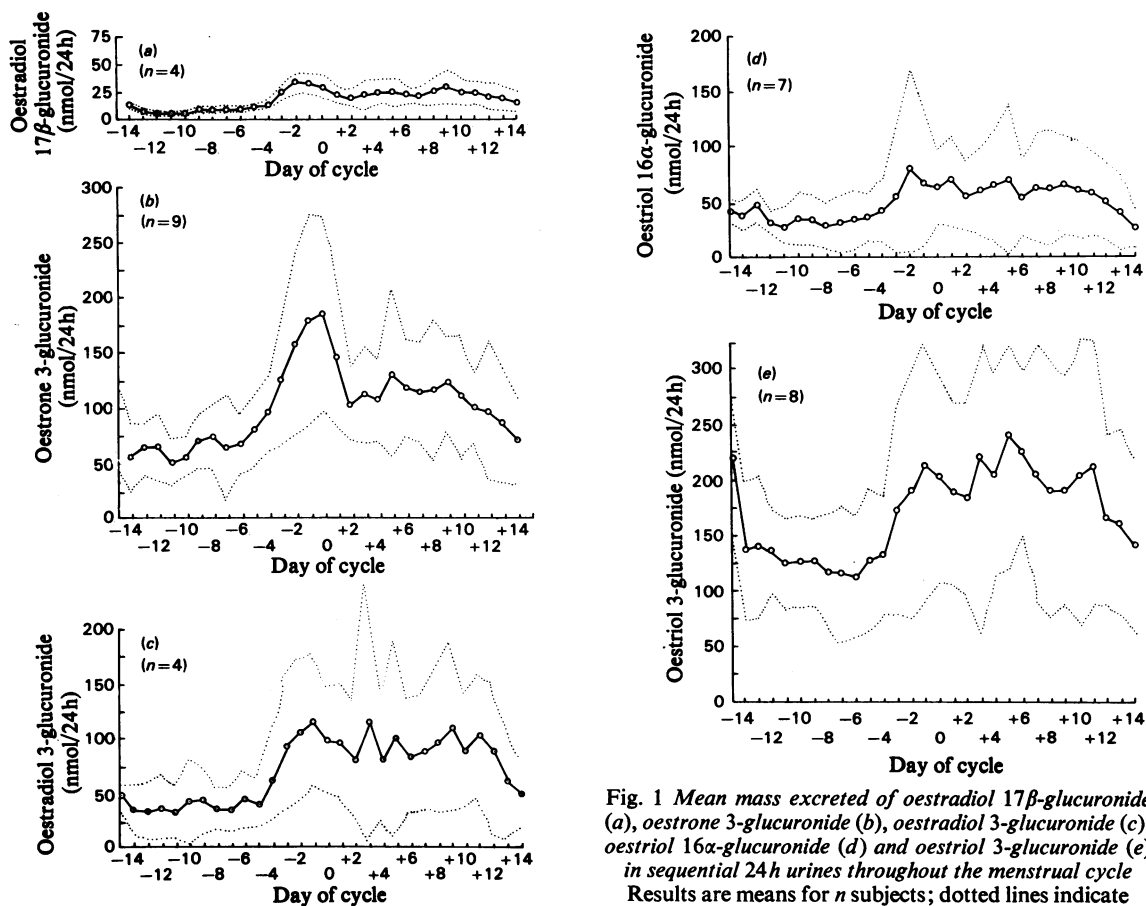 Oestradiol
17β-glucuronide
(nmol/24h)
75
50
25
0
(a)
(n=4)
−14 −10 −6 −2 +2 +6 +10 14
−12 −8 −4 0 +4 +8 +12
Day of cycle
Oestrone 3-glucuronide
(nmol/24h)
300
250
200
150
100
50
0
(b)
(n=9)
−14 −10 −6 −2 +2 +6 +10 +14
−12 −8 −4 0 +4 +8 +12
Day of cycle
Oestradiol 3-glucuronide
(nmol/24h)
200
150
100
50
0
(c)
(n=4)
−14 −10 −6 −2 +2 +6 +10 +14
−12 −8 −4 0 +4 +8 +12
Day of cycle
Oestriol 16α-glucuronide
(nmol/24h)
200
150
100
50
0
(d)
(n=7)
−14 −10 −6 −2 +2 +6 +10 +14
−12 −8 −4 0 +4 +8 +12
Day of cycle
Oestriol 3-glucuronide (nmol/24h)
300
250
200
150
100
50
0
(e)
(n=8)
−14 −10 −6 −2 +2 +6 +10 +14
−12 −8 −4 0 +4 +8 +12
Day of cycle
Fig. 1 Mean mass excreted of oestradiol 17β-glucuronide
(a), oestrone 3-glucuronide (b), oestradiol 3-glucuronide (c)
oestriol 16α-glucuronide (d) and oestriol 3-glucuronide (e)
in sequential 24h urines throughout the menstrual cycle
Results are means for n subjects; dotted lines indicate